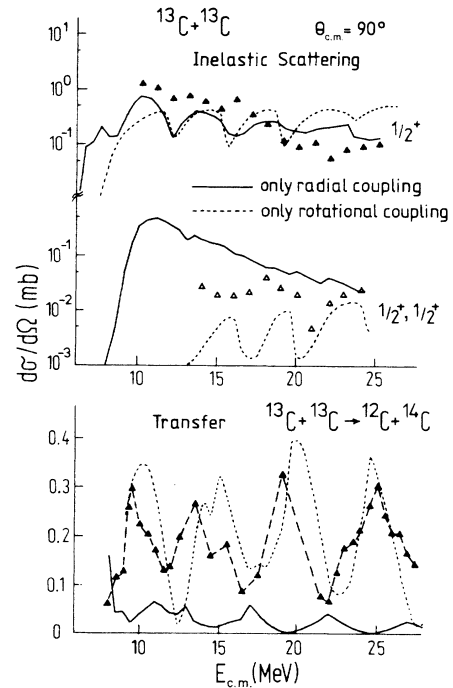 ¹³C+¹³C
θc.m. = 90°
Inelastic Scattering
10¹
10⁰
10⁻¹
1/2⁺
only radial coupling
only rotational coupling
10⁻¹
10⁻²
10⁻³
1/2⁺, 1/2⁺
10 15 20 25
dσ/dΩ (mb)
Transfer
¹³C+¹³C → ¹²C+¹⁴C
0.4
0.3
0.2
0.1
0
10 15 20 25
Ec.m. (MeV)